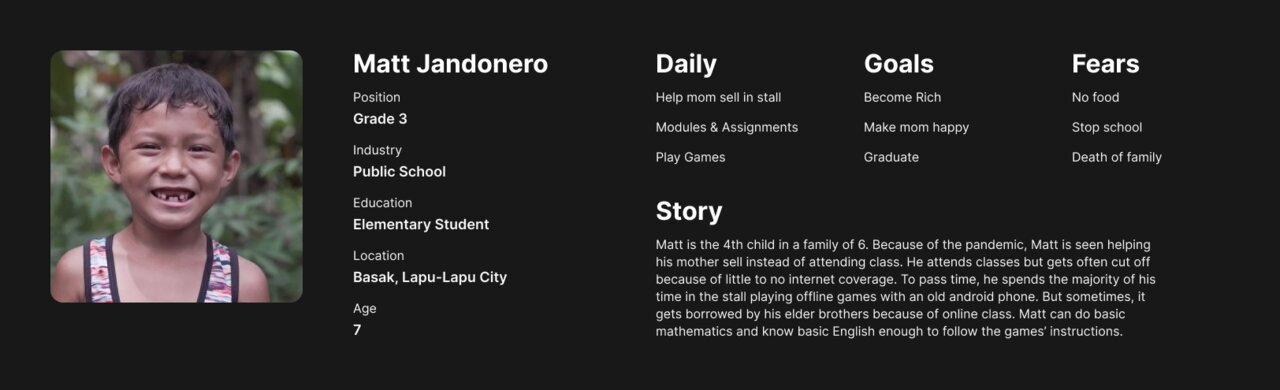 Matt Jandonero
Position
Grade 3
Industry
Public School
Education
Elementary Student
Location
Basak, Lapu-Lapu City
Age
7
Daily
Help mom sell in stall
Modules & Assignments
Play Games
Goals
Become Rich
Make mom happy
Graduate
Fears
No food
Stop school
Death of family
Story
Matt is the 4th child in a family of 6. Because of the pandemic, Matt is seen helping
his mother sell instead of attending class. He attends classes but gets often cut off
because of little to no internet coverage. To pass time, he spends the majority of his
time in the stall playing offline games with an old android phone. But sometimes, it
gets borrowed by his elder brothers because of online class. Matt can do basic
mathematics and know basic English enough to follow the games’ instructions.